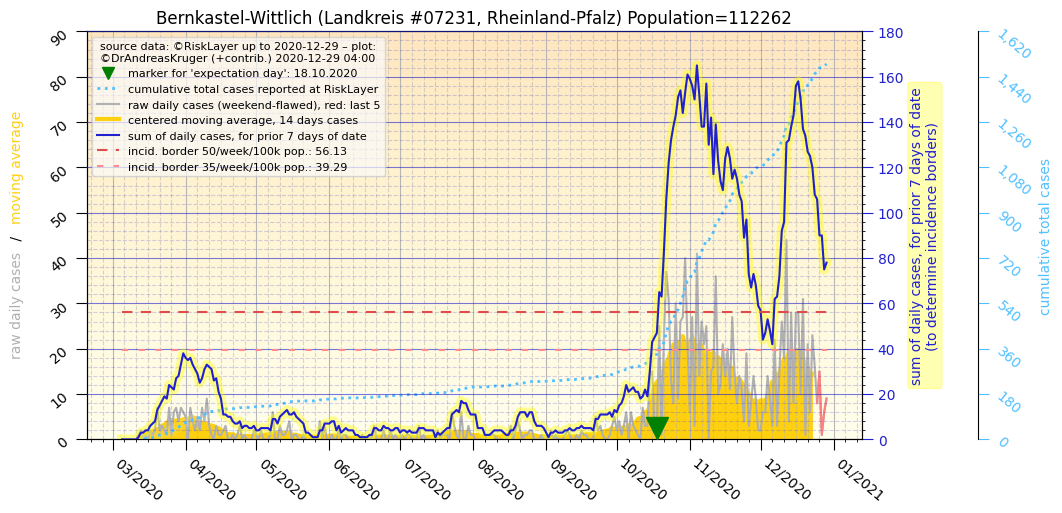 Bernkastel-Wittlich (Landkreis #07231, Rheinland-Pfalz) Population=112262
source data: ©RiskLayer up to 2020-12-29 – plot:
©DrAndreasKruger (+contrib.) 2020-12-29 04:00
marker for 'expectation day': 18.10.2020
cumulative total cases reported at RiskLayer
raw daily cases (weekend-flawed), red: last 5
centered moving average, 14 days cases
sum of daily cases, for prior 7 days of date
incid. border 50/week/100k pop.: 56.13
incid. border 35/week/100k pop.: 39.29
raw daily cases / moving average
90
80
70
60
50
40
30
20
10
0
03/2020
04/2020
05/2020
06/2020
07/2020
08/2020
09/2020
10/2020
11/2020
12/2020
01/2021
180
160
140
120
100
80
60
40
20
0
sum of daily cases, for prior 7 days of date
(to determine incidence borders)
1,620
1,440
1,260
1,080
900
720
540
360
180
0
cumulative total cases